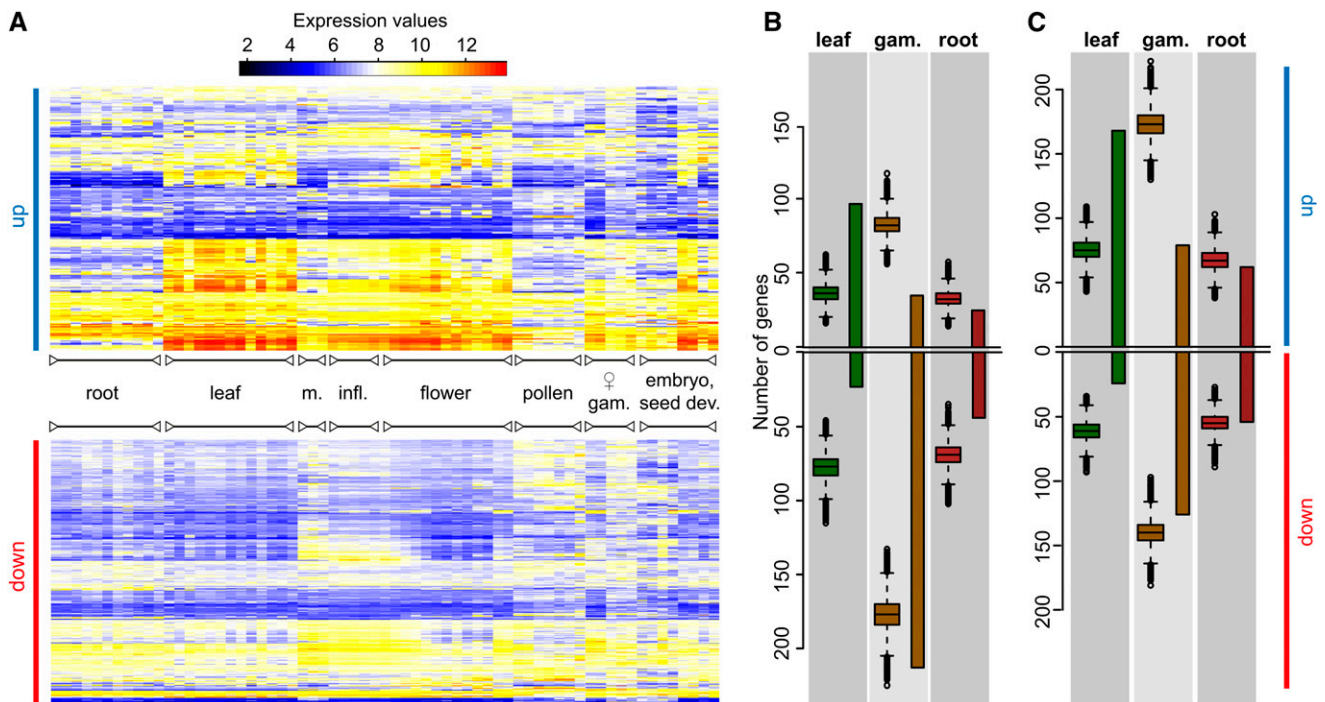 A
Expression values
2 4 6 8 10 12
up
root leaf m. infl. flower pollen ♀ gam. embryo, seed dev.
down
B
leaf gam. root
Number of genes
150
100
50
0
50
100
150
200
C
leaf gam. root
200
150
100
50
0
50
100
150
200
up
down